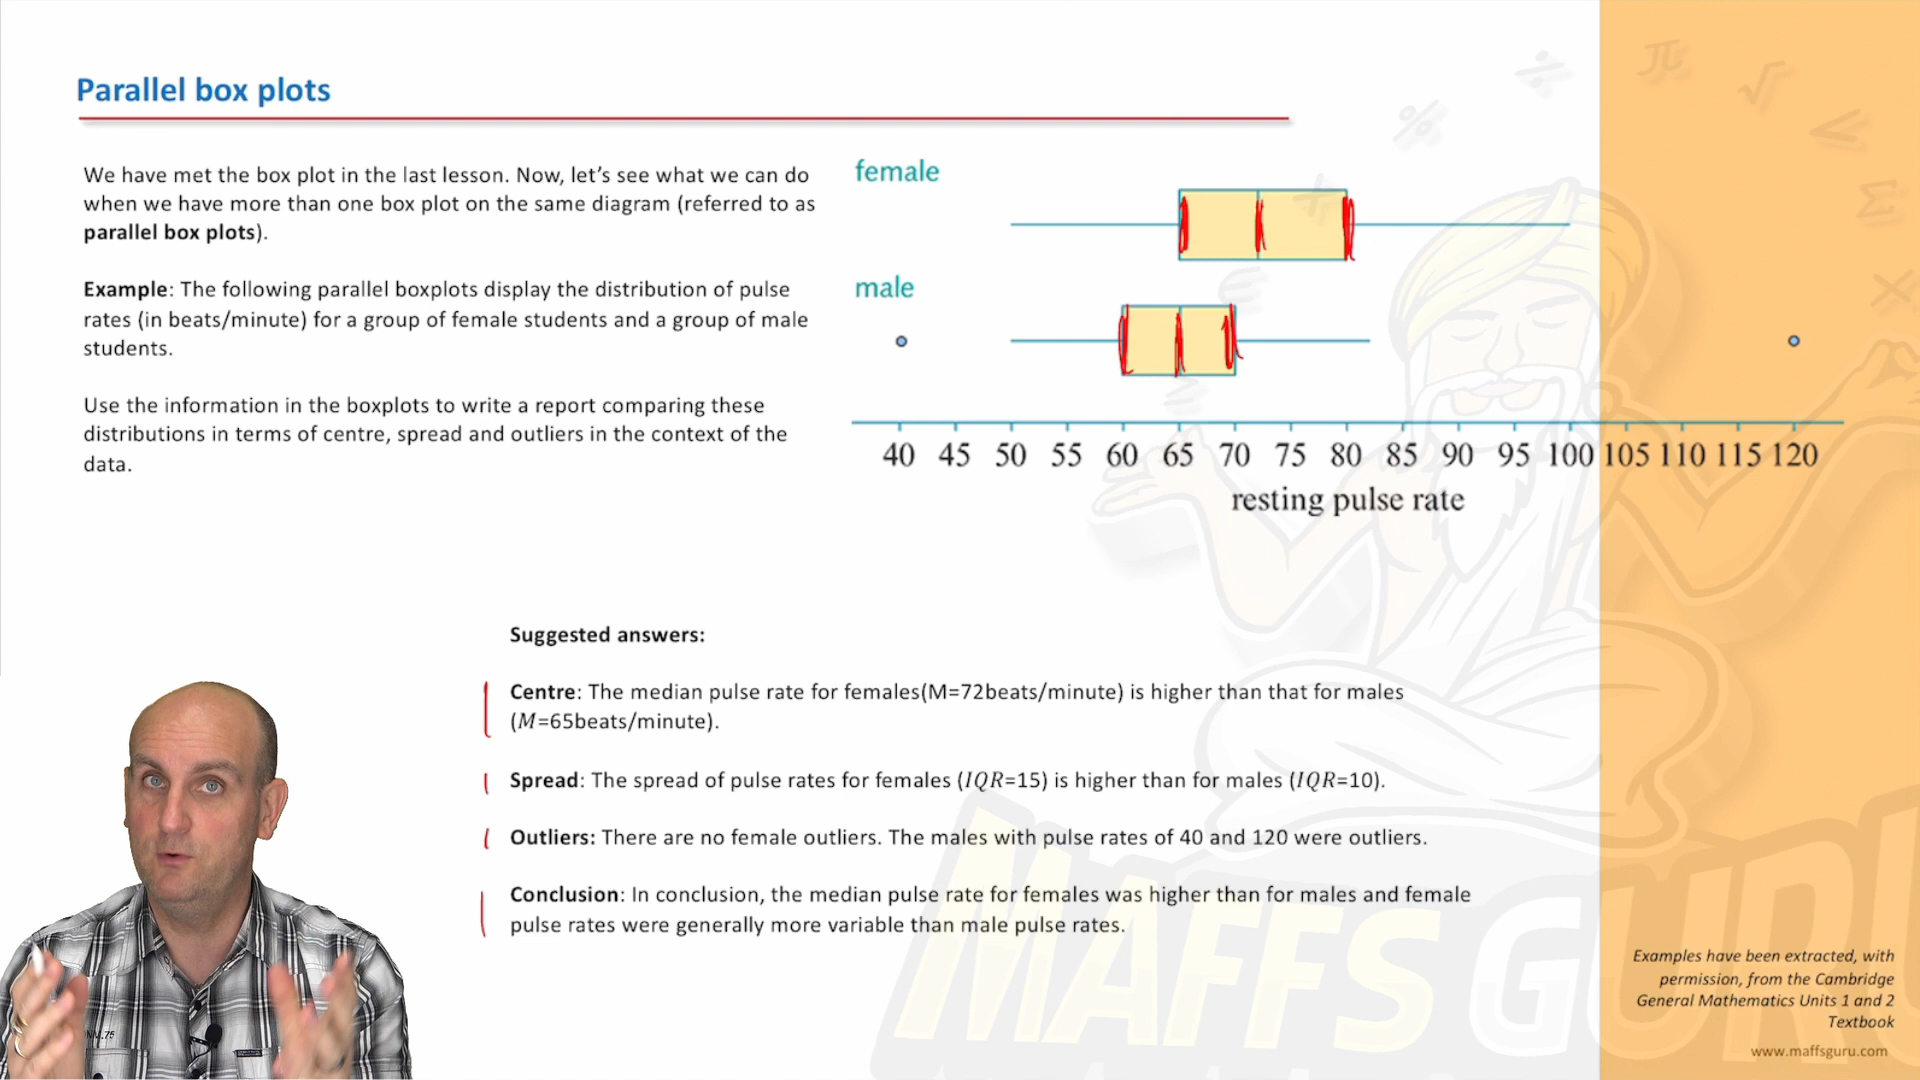 Parallel box plots
We have met the box plot in the last lesson. Now, let's see what we can do
when we have more than one box plot on the same diagram (referred to as
parallel box plots).
Example: The following parallel boxplots display the distribution of pulse
rates (in beats/minute) for a group of female students and a group of male
students.
Use the information in the boxplots to write a report comparing these
distributions in terms of centre, spread and outliers in the context of the
data.
female
male
40 45 50 55 60 65 70 75 80 85 90 95 100 105 110 115 120
resting pulse rate
Suggested answers:
Centre: The median pulse rate for females(M=72beats/minute) is higher than that for males
(M=65beats/minute).
Spread: The spread of pulse rates for females (IQR=15) is higher than for males (IQR=10).
Outliers: There are no female outliers. The males with pulse rates of 40 and 120 were outliers.
Conclusion: In conclusion, the median pulse rate for females was higher than for males and female
pulse rates were generally more variable than male pulse rates.
MAFFS GURU
Examples have been extracted, with
permission, from the Cambridge
General Mathematics Units 1 and 2
Textbook
www.maffsguru.com